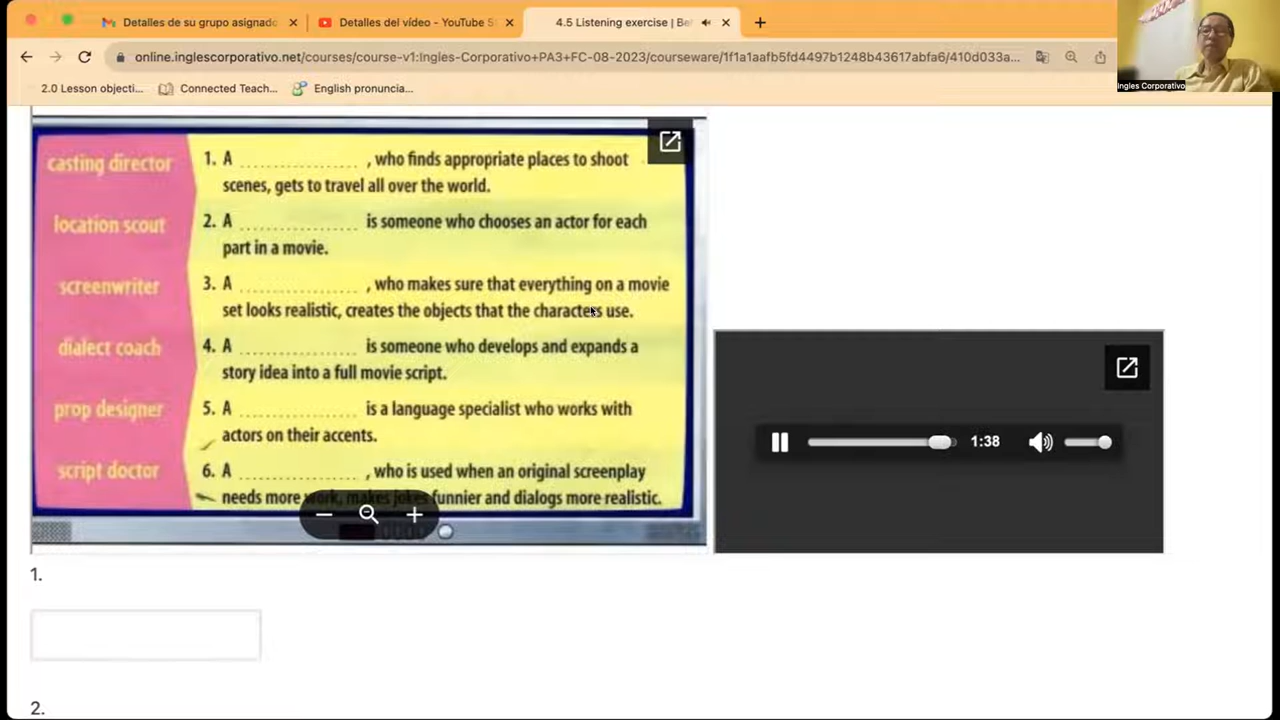 Detalles de su grupo asignado
Detalles del vídeo - YouTube S
4.5 Listening exercise | Be
online.inglescorporativo.net/courses/course-v1:Ingles-Corporativo+PA3+FC-08-2023/courseware/1f1a1aafb5fd4497b1248b43617abfa6/410d033a...
2.0 Lesson objecti...
Connected Teach...
English pronuncia...
Ingles Corporativo
casting director
location scout
screenwriter
dialect coach
prop designer
script doctor
1. A ................ , who finds appropriate places to shoot
scenes, gets to travel all over the world.
2. A ................ is someone who chooses an actor for each
part in a movie.
3. A ................ , who makes sure that everything on a movie
set looks realistic, creates the objects that the characters use.
4. A ................ is someone who develops and expands a
story idea into a full movie script.
5. A ................ is a language specialist who works with
actors on their accents.
6. A ................ , who is used when an original screenplay
needs more work, makes jokes funnier and dialogs more realistic.
1:38
1.
2.